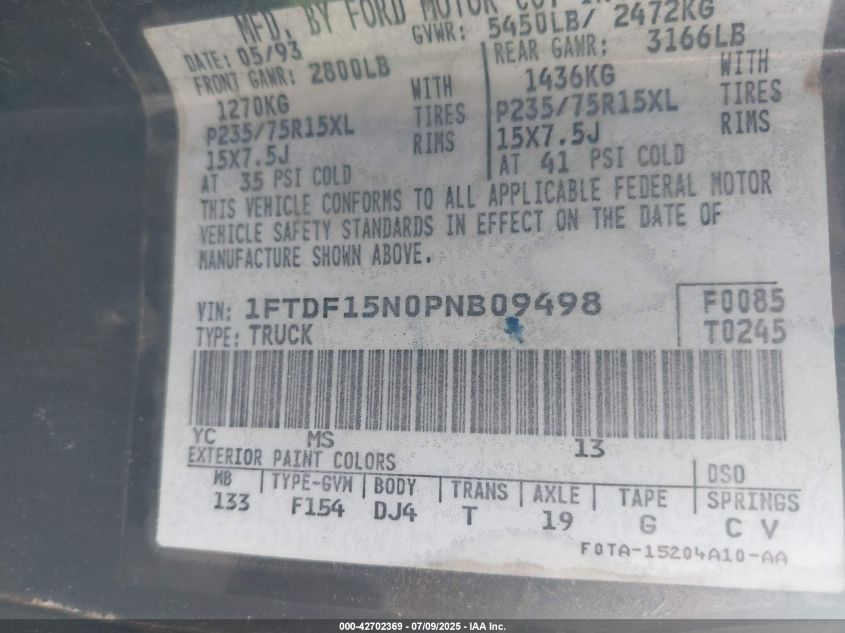 MFD. BY FORD MOTOR CO.
DATE: 05/93 GVWR: 5450LB/ 2472KG
FRONT GAWR: 2800LB REAR GAWR: 3166LB
1270KG WITH 1436KG WITH
P235/75R15XL TIRES P235/75R15XL TIRES
15X7.5J RIMS 15X7.5J RIMS
AT 35 PSI COLD AT 41 PSI COLD
THIS VEHICLE CONFORMS TO ALL APPLICABLE FEDERAL MOTOR
VEHICLE SAFETY STANDARDS IN EFFECT ON THE DATE OF
MANUFACTURE SHOWN ABOVE.
VIN: 1FTDF15N0PNB09498 F0085
TYPE: TRUCK T0245
YC MS 13
EXTERIOR PAINT COLORS DSO
WB TYPE-GVW BODY TRANS AXLE TAPE SPRINGS
133 F154 DJ4 T 19 G C V
F0TA-15204A10-AA
000-42702369 | 07/09/2025 | IAA Inc.